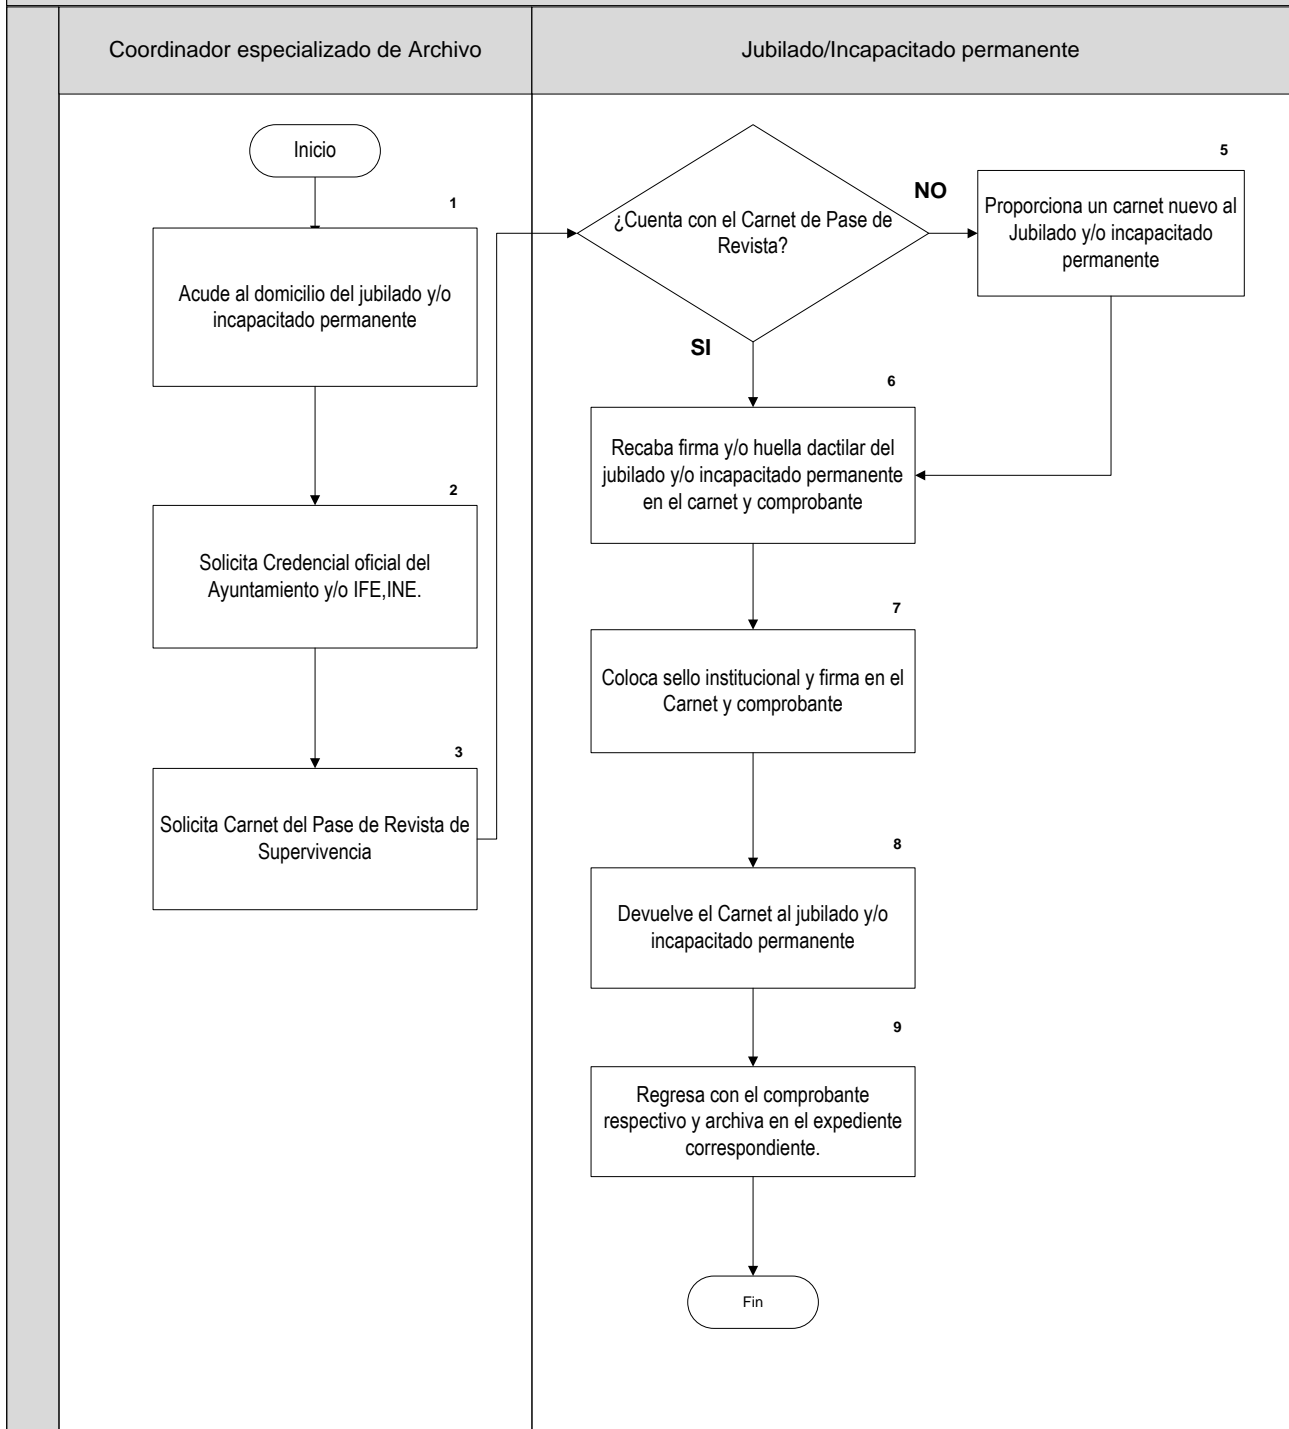 Coordinador especializado de Archivo
Jubilado/Incapacitado permanente
Inicio
1
Acude al domicilio del jubilado y/o
incapacitado permanente
2
Solicita Credencial oficial del
Ayuntamiento y/o IFE,INE.
3
Solicita Carnet del Pase de Revista de
Supervivencia
¿Cuenta con el Carnet de Pase de
Revista?
NO
5
Proporciona un carnet nuevo al
Jubilado y/o incapacitado
permanente
SI
6
Recaba firma y/o huella dactilar del
jubilado y/o incapacitado permanente
en el carnet y comprobante
7
Coloca sello institucional y firma en el
Carnet y comprobante
8
Devuelve el Carnet al jubilado y/o
incapacitado permanente
9
Regresa con el comprobante
respectivo y archiva en el expediente
correspondiente.
Fin